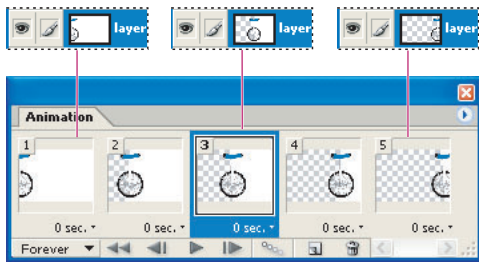 layer layer layer
Animation
1 2 3 4 5
0 sec. 0 sec. 0 sec. 0 sec. 0 sec.
Forever